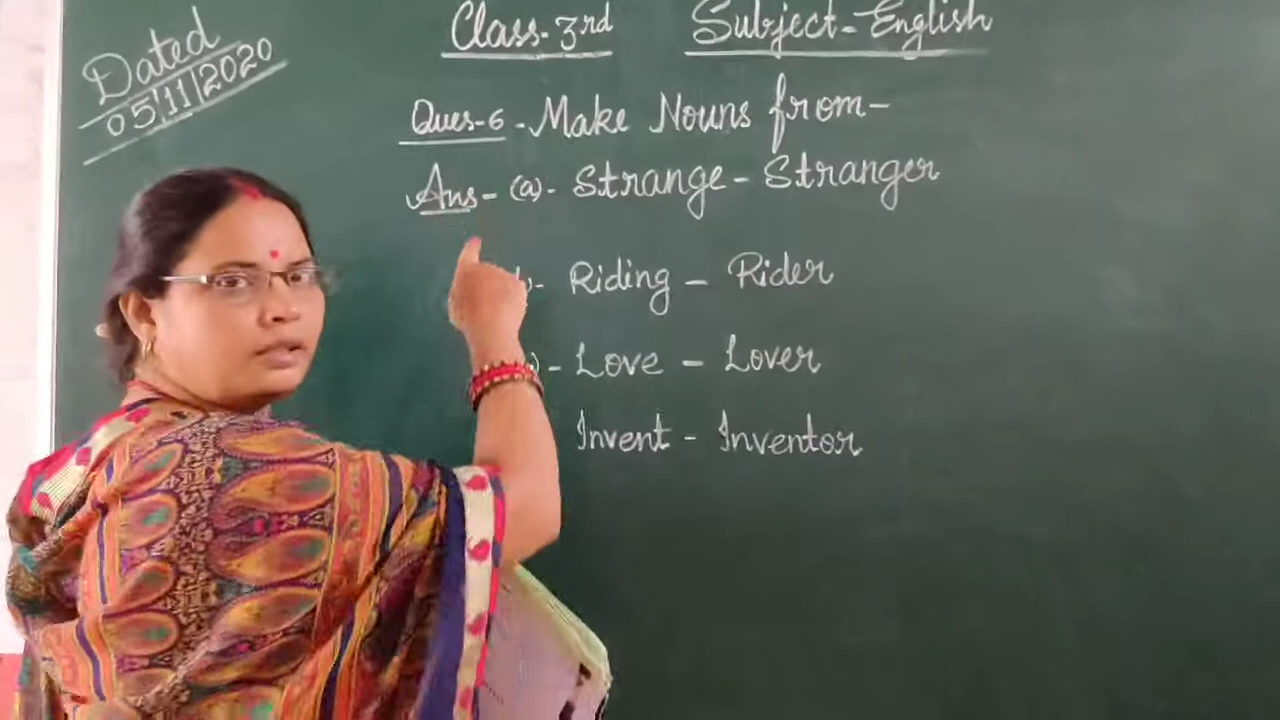 Dated
05/11/2020
Class-3rd Subject-English
Ques-6-Make Nouns from-
Ans-(a)- Strange-Stranger
Riding - Rider
- Love - Lover
Invent - Inventor